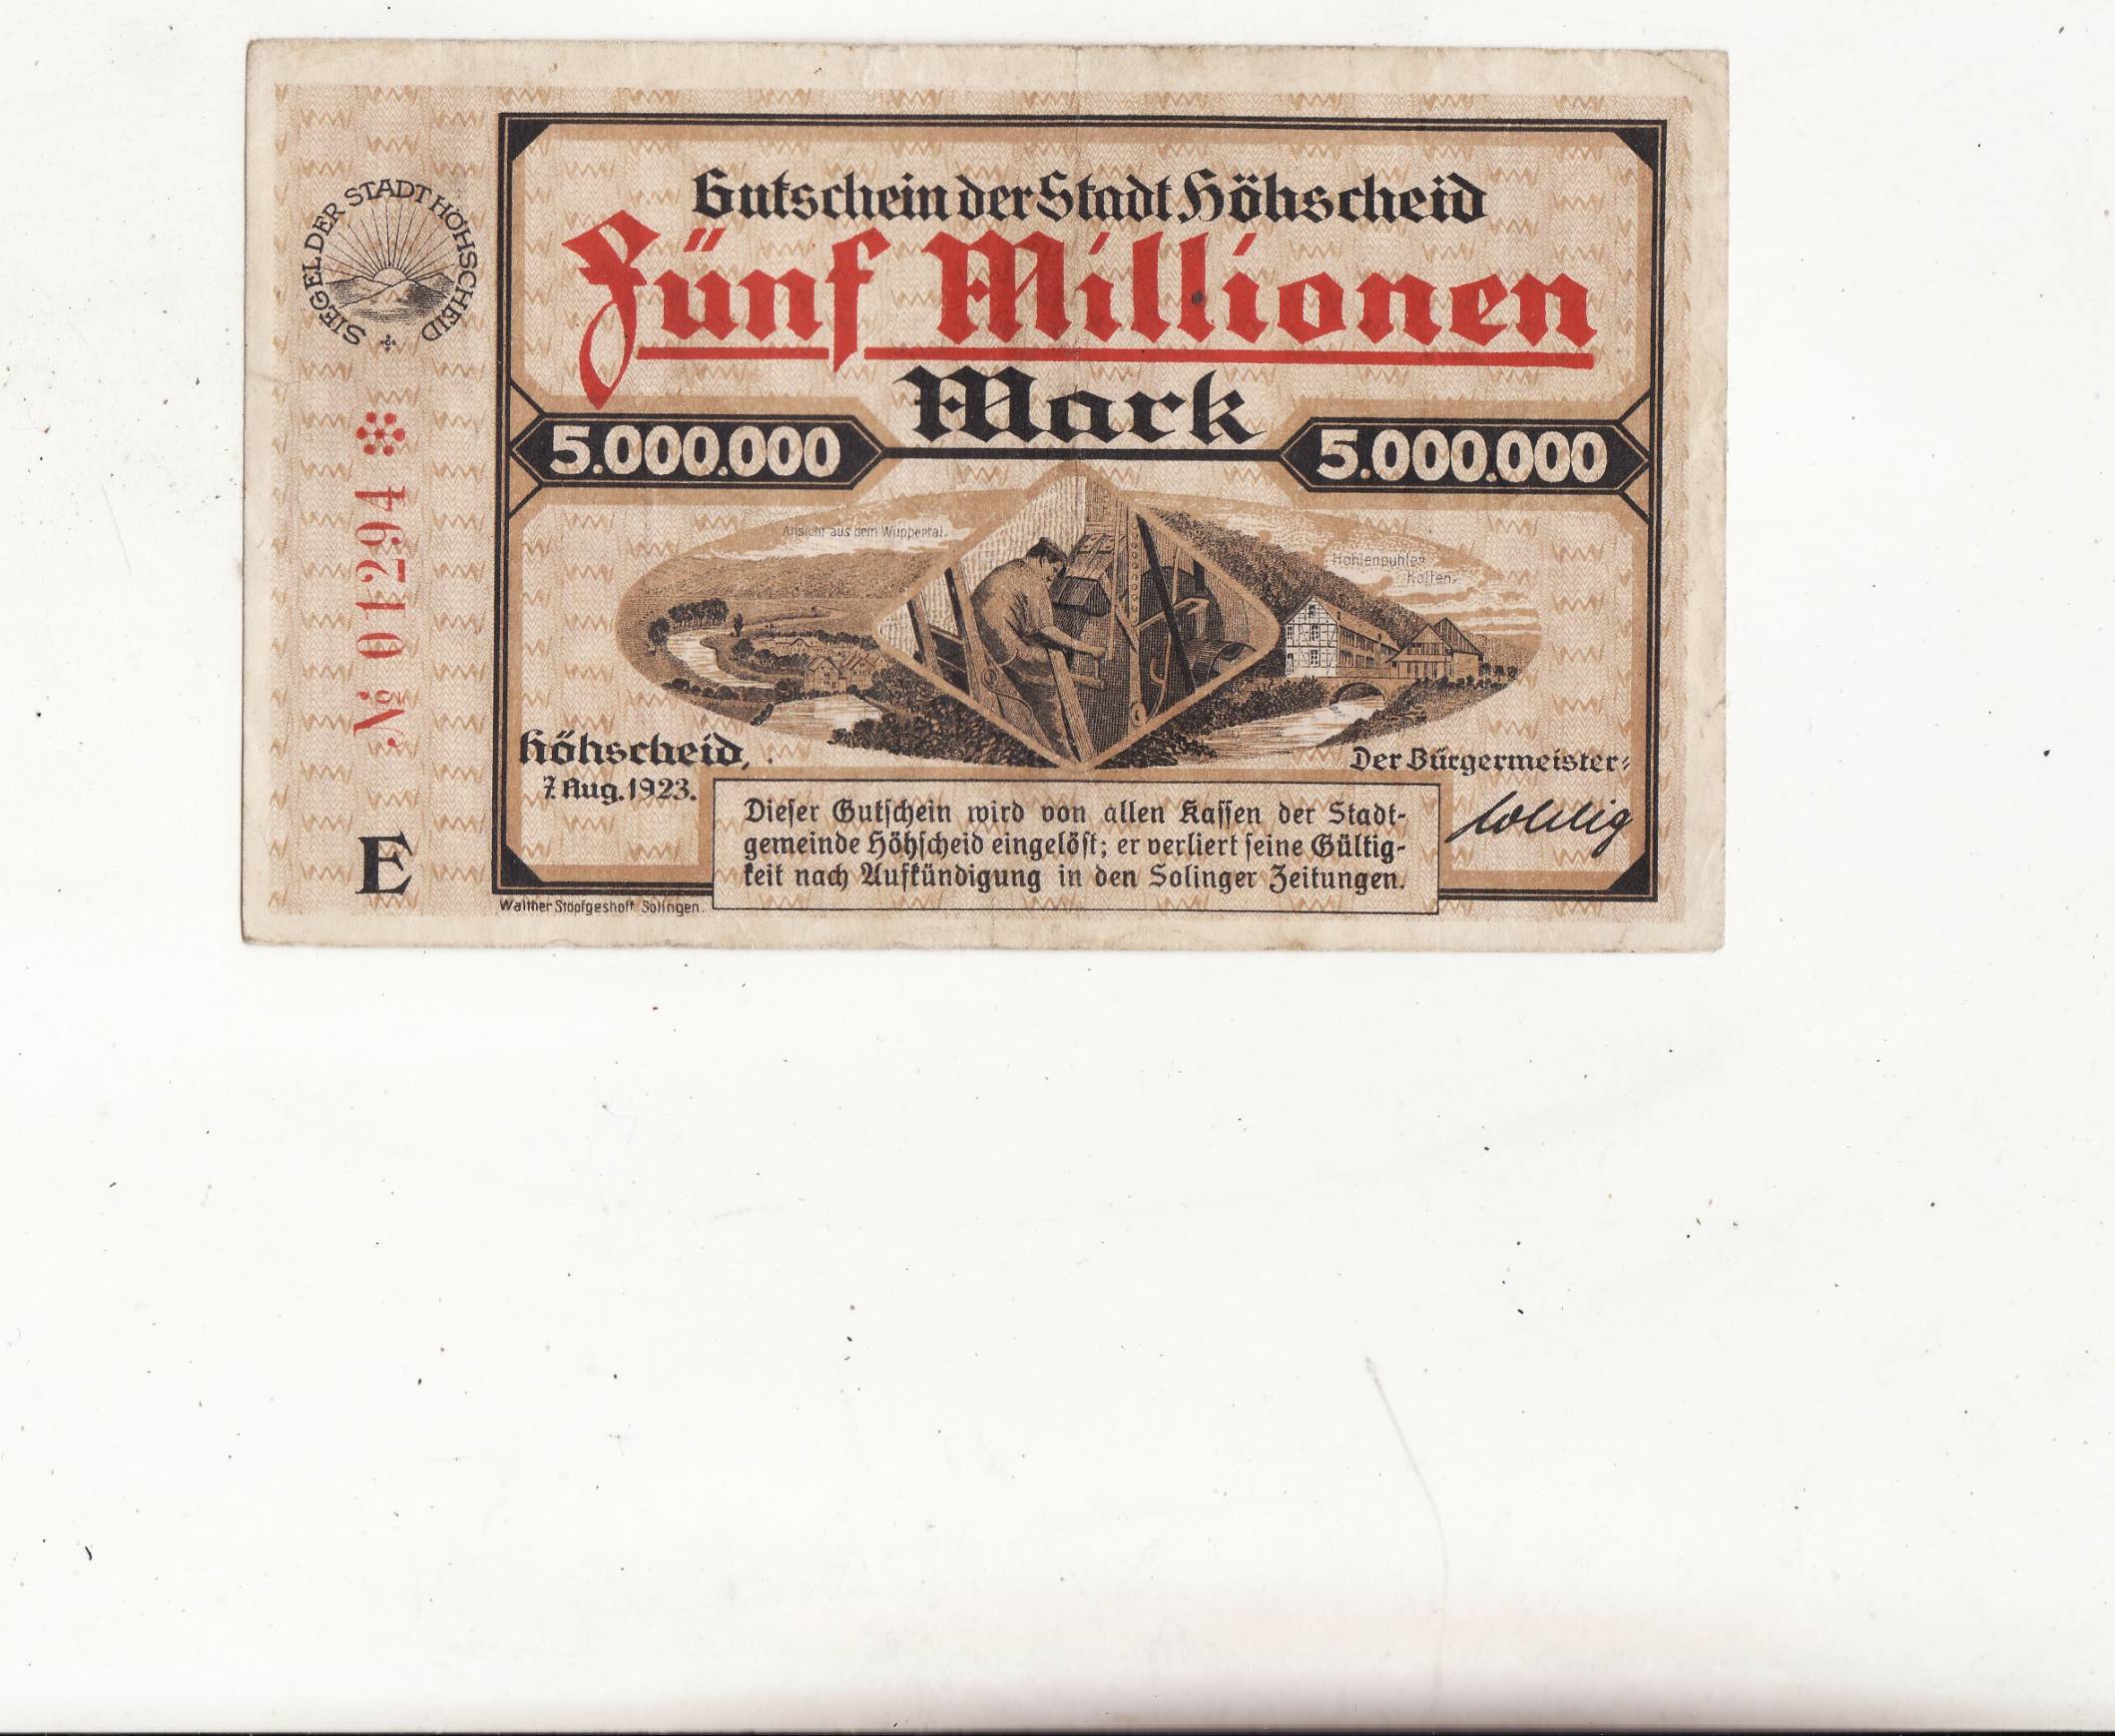 SIEGEL DER STADT HÖHSCHEID
№ 012294
E
Gutschein der Stadt Höhscheid
Fünf Millionen
Mark
5.000.000
5.000.000
Ansicht aus dem Wuppertal.
Hohlenpuhler
Kotten.
Höhscheid,
7. Aug. 1923.
Der Bürgermeister:
Dieser Gutschein wird von allen Kassen der Stadt-
gemeinde Höhscheid eingelöst; er verliert seine Gültig-
keit nach Aufkündigung in den Solinger Zeitungen.
Walther Stopfgeshoff Solingen.